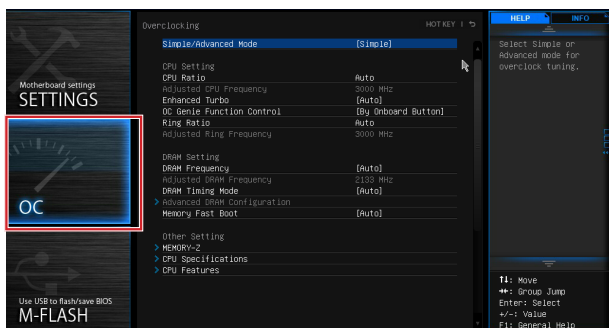 HELP
INFO
Overclocking
HOT KEY
Simple/Advanced Mode [Simple]
CPU Setting
CPU Ratio Auto
Adjusted CPU Frequency 3000 MHz
Enhanced Turbo [Auto]
OC Genie Function Control [By Onboard Button]
Ring Ratio Auto
Adjusted Ring Frequency 3000 MHz
DRAM Setting
DRAM Frequency [Auto]
Adjusted DRAM Frequency 2133 MHz
DRAM Timing Mode [Auto]
> Advanced DRAM Configuration
Memory Fast Boot [Auto]
Other Setting
> MEMORY-Z
> CPU Specifications
> CPU Features
Motherboard settings
SETTINGS
OC
Use USB to flash/save BIOS
M-FLASH
Select Simple or
Advanced mode for
overclock tuning.
↑↓: Move
→←: Group Jump
Enter: Select
+/-: Value
F1: General Help